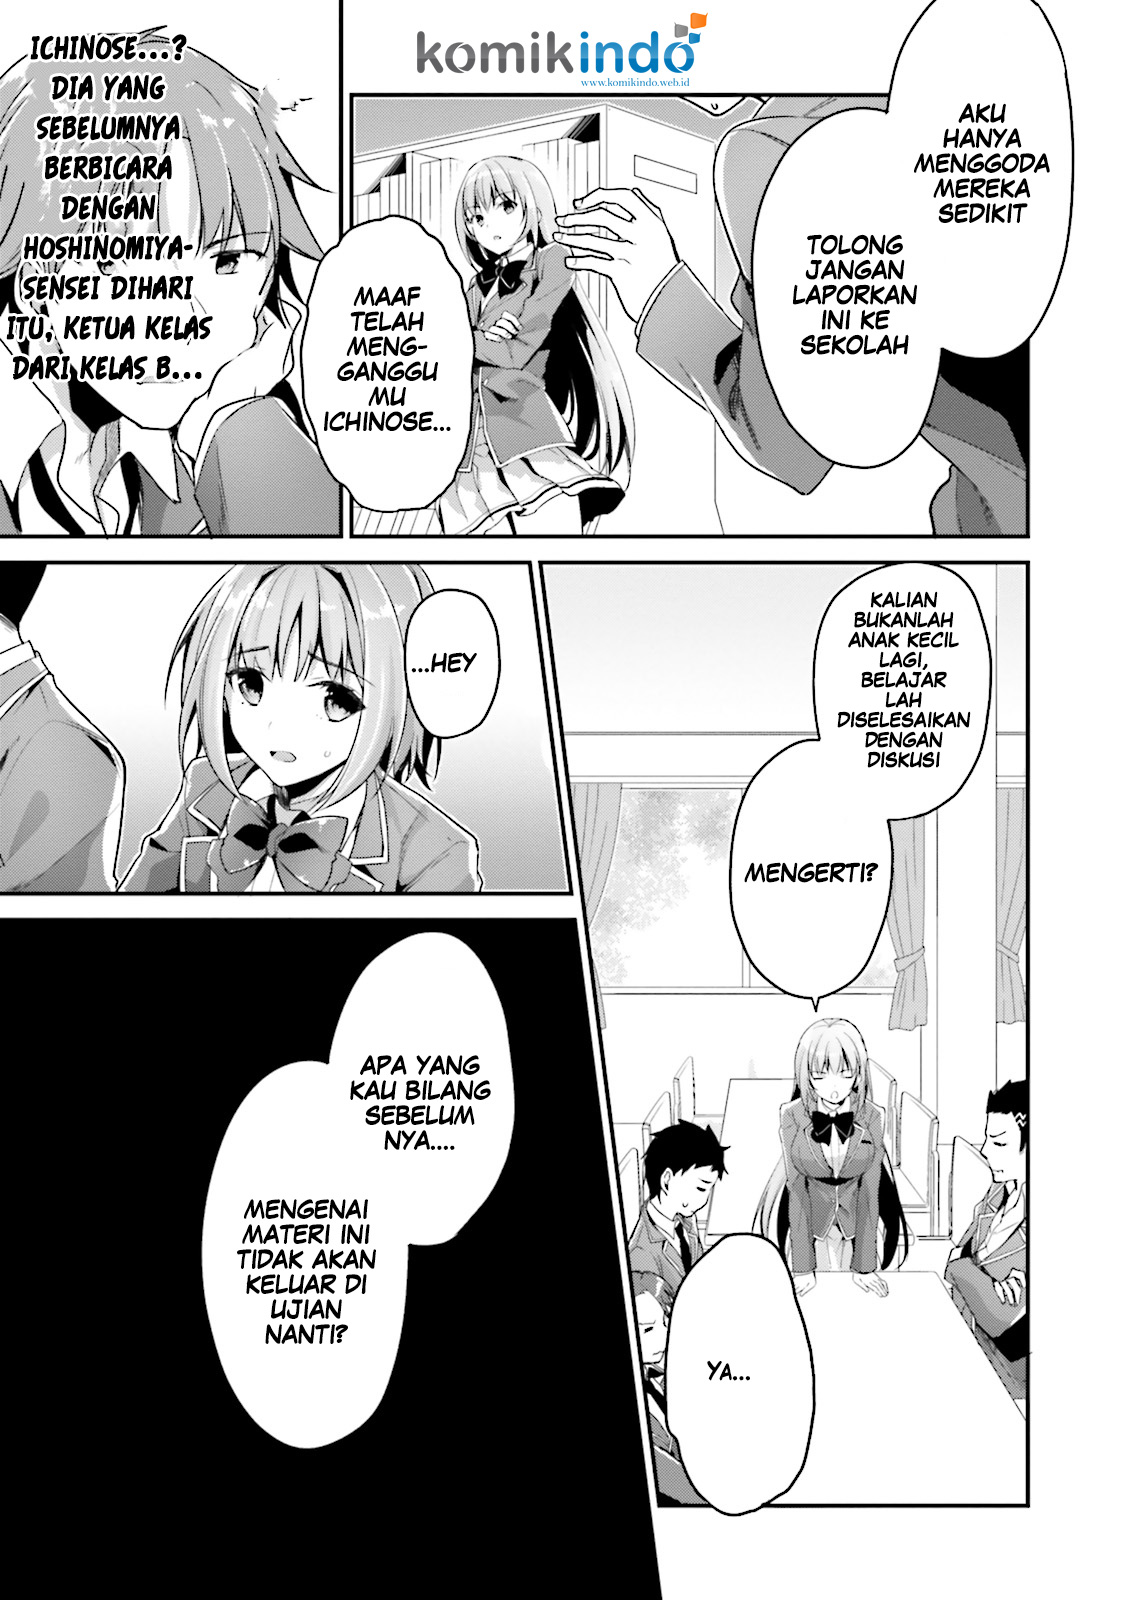 komikindo
www.komikindo.web.id
AKU
HANYA
MENGGODA
MEREKA
SEDIKIT
TOLONG
JANGAN
LAPORKAN
INI KE
SEKOLAH
MAAF
TELAH
MENG-
GANGGU
MU
ICHINOSE...
ICHINOSE...?
DIA YANG
SEBELUMNYA
BERBICARA
DENGAN
HOSHINOMIYA-
SENSEI DIHARI
ITU, KETUA KELAS
DARI KELAS B...
KALIAN
BUKANLAH
ANAK KECIL
LAGI,
BELAJAR
LAH
DISELESAIKAN
DENGAN
DISKUSI
MENGERTI?
YA...
...HEY
APA YANG
KAU BILANG
SEBELUM
NYA....
MENGENAI
MATERI INI
TIDAK AKAN
KELUAR DI
UJIAN
NANTI?